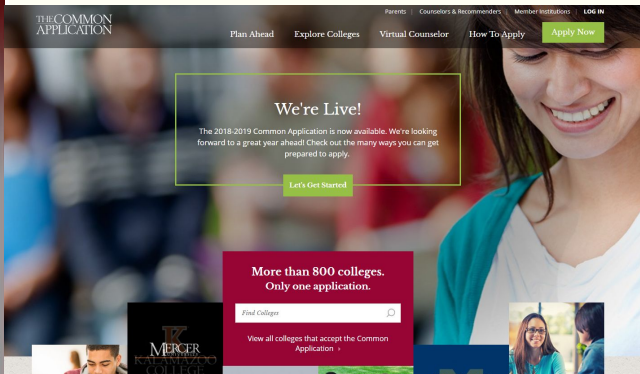 Parents | Counselors & Recommenders | Member Institutions | LOG IN
THE COMMON
APPLICATION
Plan Ahead Explore Colleges Virtual Counselor How To Apply Apply Now
We're Live!
The 2018-2019 Common Application is now available. We're looking
forward to a great year ahead! Check out the many ways you can get
prepared to apply.
Let's Get Started
More than 800 colleges.
Only one application.
Find Colleges
View all colleges that accept the Common
Application ›
MERCER
COLLEGE